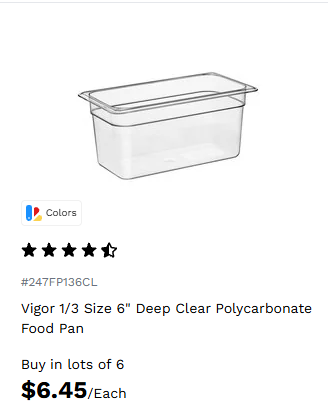 Colors
#247FP136CL
Vigor 1/3 Size 6" Deep Clear Polycarbonate
Food Pan
Buy in lots of 6
$6.45/Each